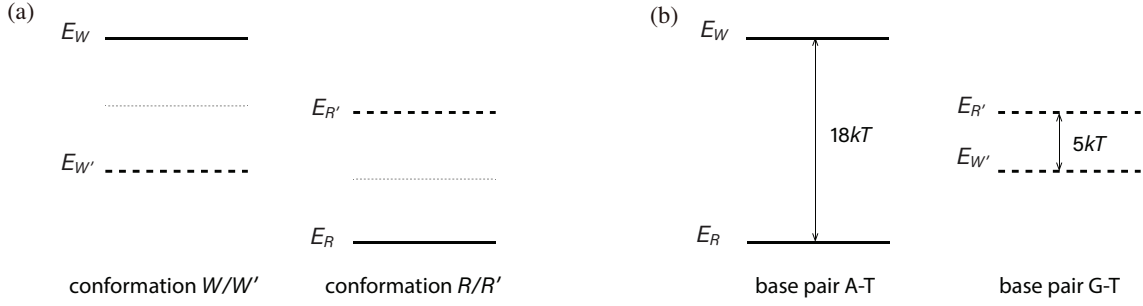 (a)
E_W
E_R'
E_W'
E_R
conformation W/W'
conformation R/R'
(b)
E_W
18kT
E_R
E_R'
5kT
E_W'
base pair A-T
base pair G-T